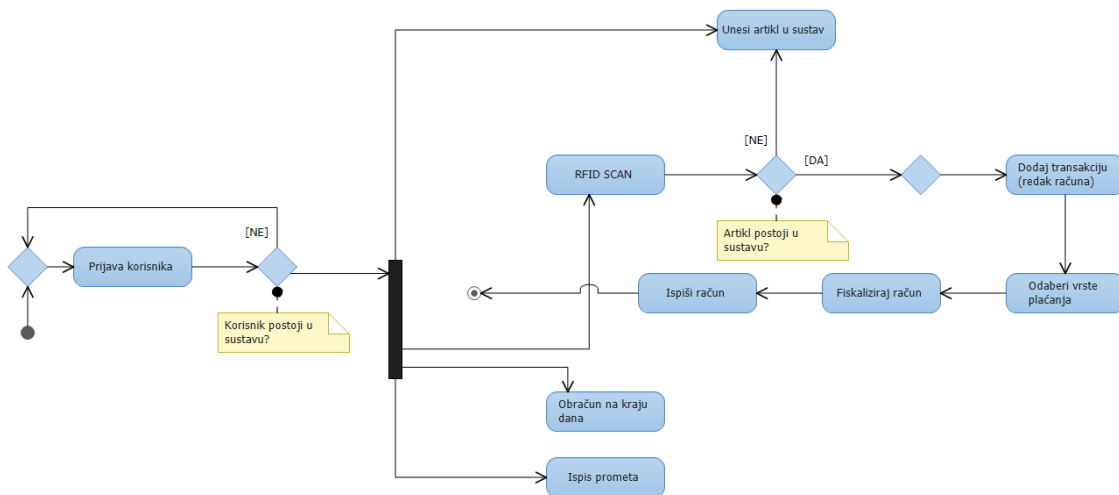 Unesi artikl u sustav
[NE]
[DA]
RFID SCAN
Dodaj transakciju
(redak računa)
[NE]
Artikl postoji u
sustavu?
Prijava korisnika
Ispiši račun
Fiskaliziraj račun
Odaberi vrste
plaćanja
Korisnik postoji u
sustavu?
Obračun na kraju
dana
Ispis prometa